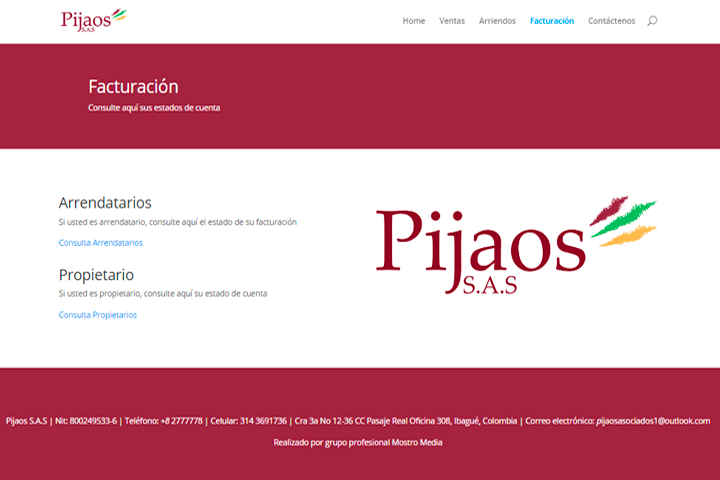 Pijaos
S.A.S
Home Ventas Arriendos Facturación Contáctenos
Facturación
Consulte aquí sus estados de cuenta
Arrendatarios
Si usted es arrendatario, consulte aquí el estado de su facturación
Consulta Arrendatarios
Propietario
Si usted es propietario, consulte aquí su estado de cuenta
Consulta Propietarios
Pijaos
S.A.S
Pijaos S.A.S | Nit: 800249533-6 | Teléfono: +8 2777778 | Celular: 314 3691736 | Cra 3a No 12-36 CC Pasaje Real Oficina 308, Ibagué, Colombia | Correo electrónico: pijaosasociados1@outlook.com
Realizado por grupo profesional Mostro Media